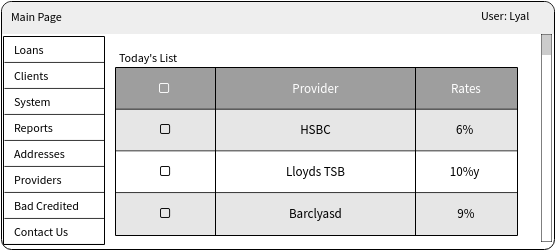 Main Page
User: Lyal
Loans
Clients
System
Reports
Addresses
Providers
Bad Credited
Contact Us
Today's List
Provider Rates
HSBC 6%
Lloyds TSB 10%y
Barclyasd 9%